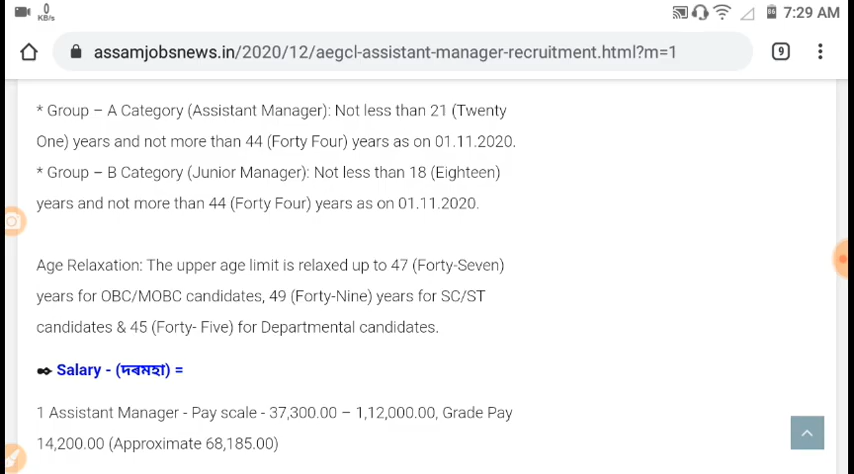 0
KB/s
86
7:29 AM
assamjobsnews.in/2020/12/aegcl-assistant-manager-recruitment.html?m=1
9
* Group – A Category (Assistant Manager): Not less than 21 (Twenty
One) years and not more than 44 (Forty Four) years as on 01.11.2020.
* Group – B Category (Junior Manager): Not less than 18 (Eighteen)
years and not more than 44 (Forty Four) years as on 01.11.2020.
Age Relaxation: The upper age limit is relaxed up to 47 (Forty-Seven)
years for OBC/MOBC candidates, 49 (Forty-Nine) years for SC/ST
candidates & 45 (Forty- Five) for Departmental candidates.
➽ Salary - (দৰমহা) =
1 Assistant Manager - Pay scale - 37,300.00 – 1,12,000.00, Grade Pay
14,200.00 (Approximate 68,185.00)